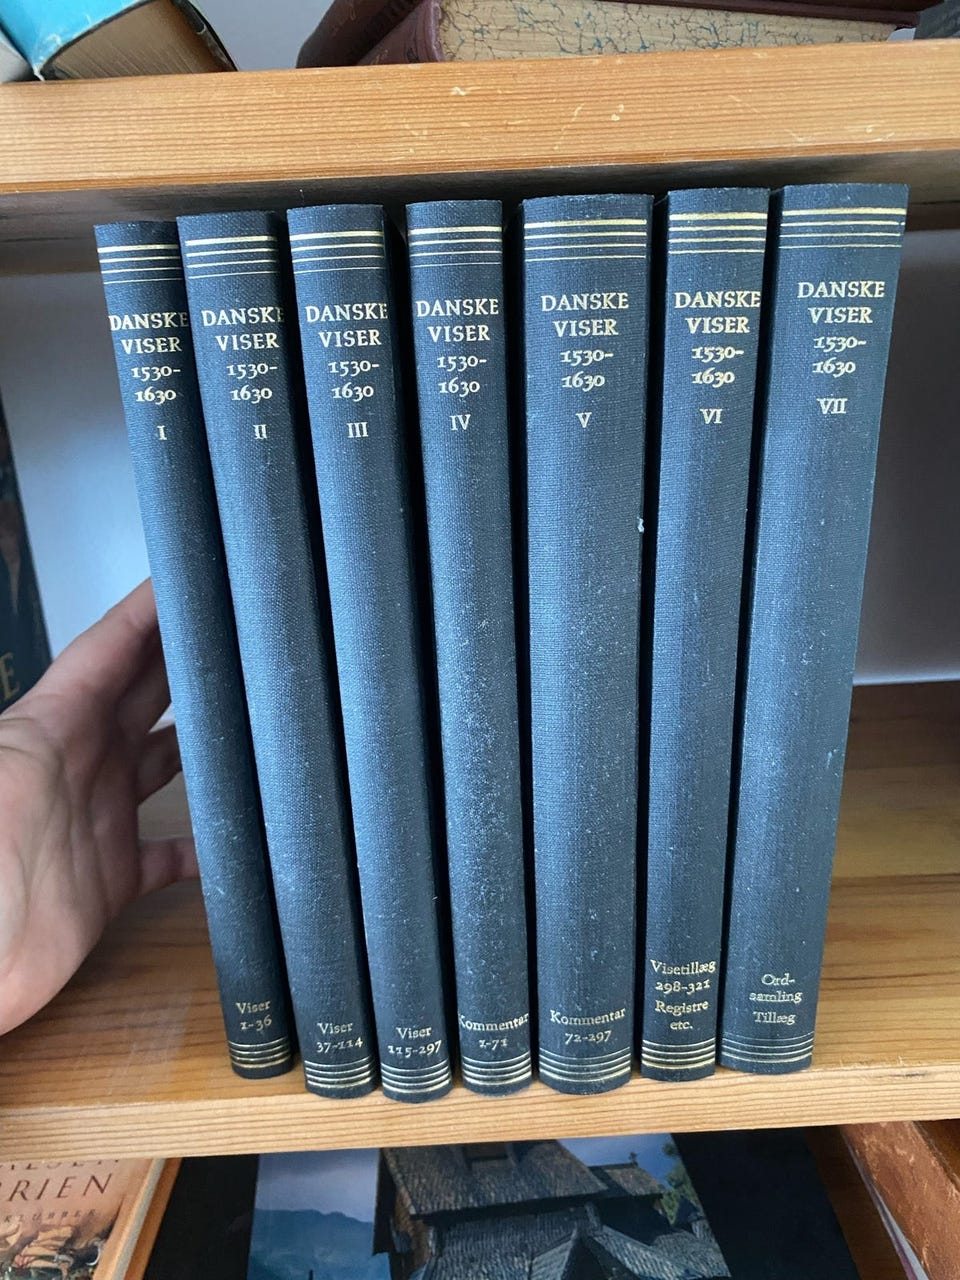 DANSKE
VISER
1530-
1630
I
Viser
1-36
DANSKE
VISER
1530-
1630
II
Viser
37-114
DANSKE
VISER
1530-
1630
III
Viser
115-297
DANSKE
VISER
1530-
1630
IV
Kommentar
1-71
DANSKE
VISER
1530-
1630
V
Kommentar
72-297
DANSKE
VISER
1530-
1630
VI
Visetillæg
298-321
Registre
etc.
DANSKE
VISER
1530-
1630
VII
Ord-
samling
Tillæg
RIEN